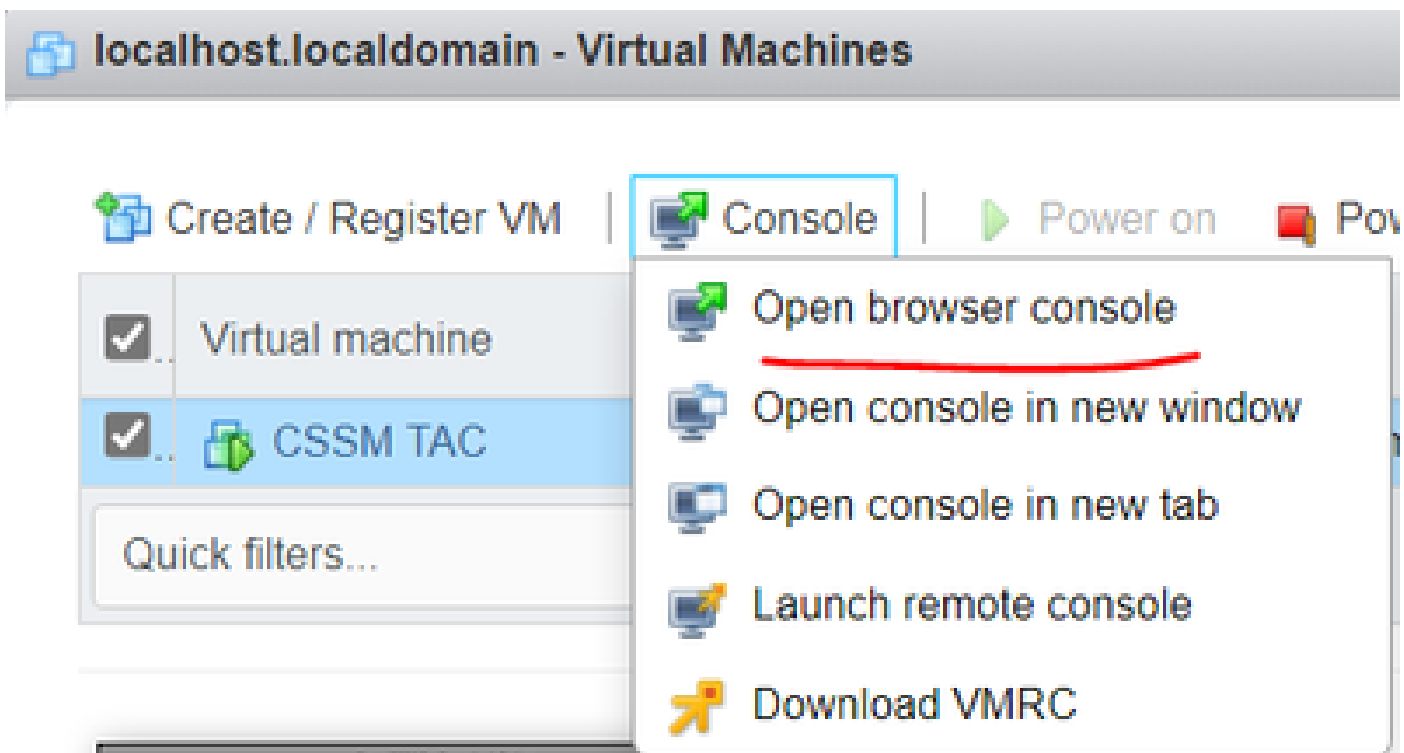 localhost.localdomain - Virtual Machines
Create / Register VM | Console | Power on
Virtual machine
CSSM TAC
Quick filters...
Open browser console
Open console in new window
Open console in new tab
Launch remote console
Download VMRC